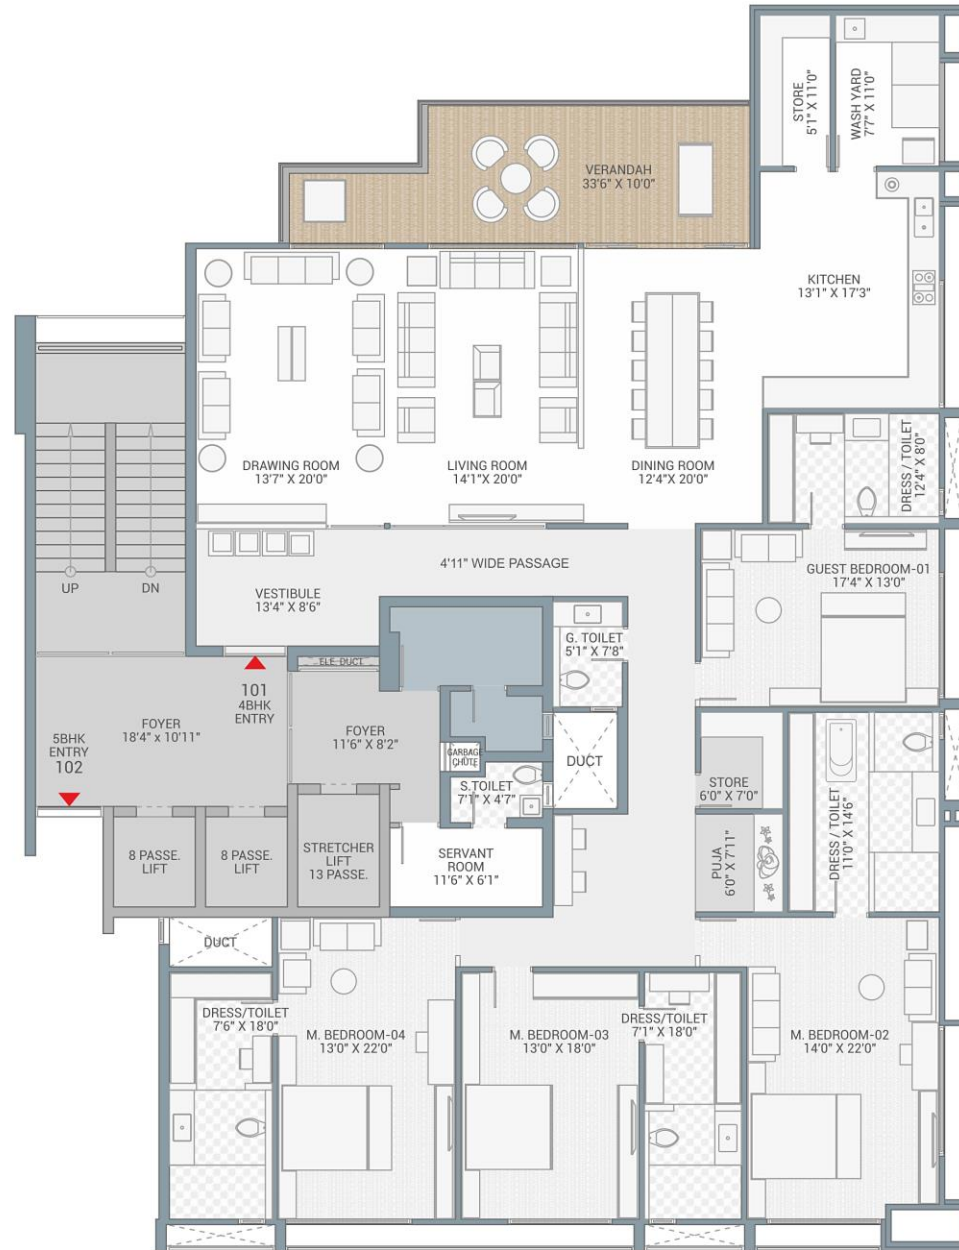 STORE
5'1" X 11'0"
WASH YARD
7'7" X 11'0"
VERANDAH
33'6" X 10'0"
KITCHEN
13'1" X 17'3"
DRAWING ROOM
13'7" X 20'0"
LIVING ROOM
14'1"X 20'0"
DINING ROOM
12'4"X 20'0"
DRESS / TOILET
12'4" X 8'0"
UP
DN
4'11" WIDE PASSAGE
VESTIBULE
13'4" X 8'6"
GUEST BEDROOM-01
17'4" X 13'0"
G. TOILET
5'1" X 7'8"
ELE. DUCT
101
4BHK
ENTRY
FOYER
18'4" x 10'11"
5BHK
ENTRY
102
FOYER
11'6" X 8'2"
GARBAGE
CHUTE
DUCT
S.TOILET
7'1" X 4'7"
STORE
6'0" X 7'0"
DRESS / TOILET
11'0" X 14'6"
8 PASSE.
LIFT
8 PASSE.
LIFT
STRETCHER
LIFT
13 PASSE.
SERVANT
ROOM
11'6" X 6'1"
PUJA
6'0" X 7'11"
DUCT
DRESS/TOILET
7'6" X 18'0"
M. BEDROOM-04
13'0" X 22'0"
M. BEDROOM-03
13'0" X 18'0"
DRESS/TOILET
7'1" X 18'0"
M. BEDROOM-02
14'0" X 22'0"